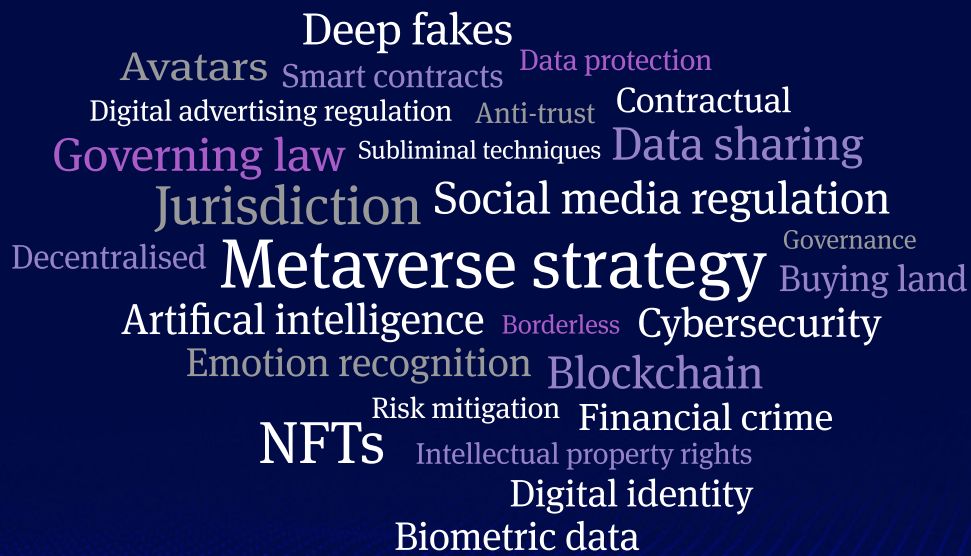 Deep fakes
Avatars Smart contracts Data protection
Digital advertising regulation Anti-trust Contractual
Governing law Subliminal techniques Data sharing
Jurisdiction Social media regulation
Decentralised Metaverse strategy Governance
Buying land
Artifical intelligence Borderless Cybersecurity
Emotion recognition Blockchain
Risk mitigation Financial crime
NFTs Intellectual property rights
Digital identity
Biometric data